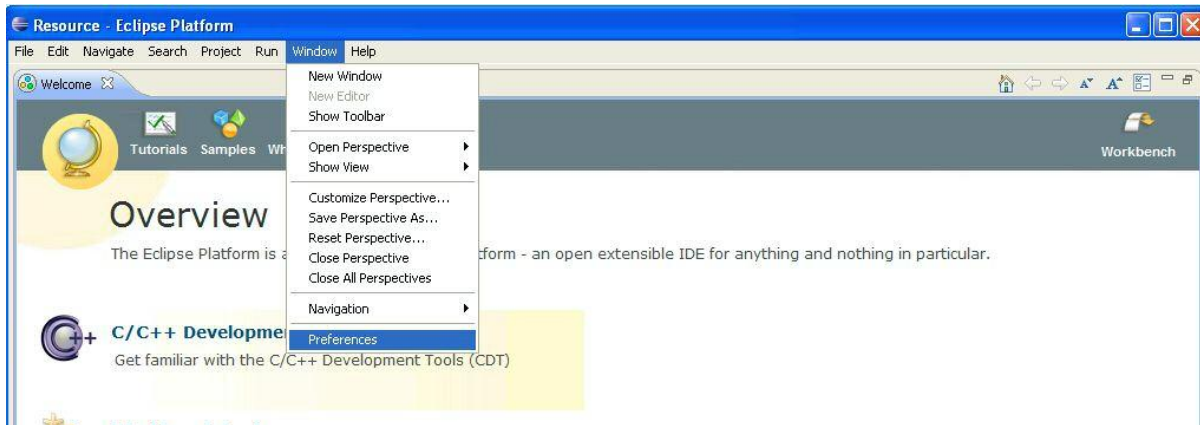 Resource - Eclipse Platform
File Edit Navigate Search Project Run Window Help
Welcome
New Window
New Editor
Show Toolbar
Open Perspective
Show View
Customize Perspective...
Save Perspective As...
Reset Perspective...
Close Perspective
Close All Perspectives
Navigation
Preferences
Tutorials Samples Wh
Workbench
Overview
The Eclipse Platform is a
tform - an open extensible IDE for anything and nothing in particular.
C/C++ Developme
Get familiar with the C/C++ Development Tools (CDT)